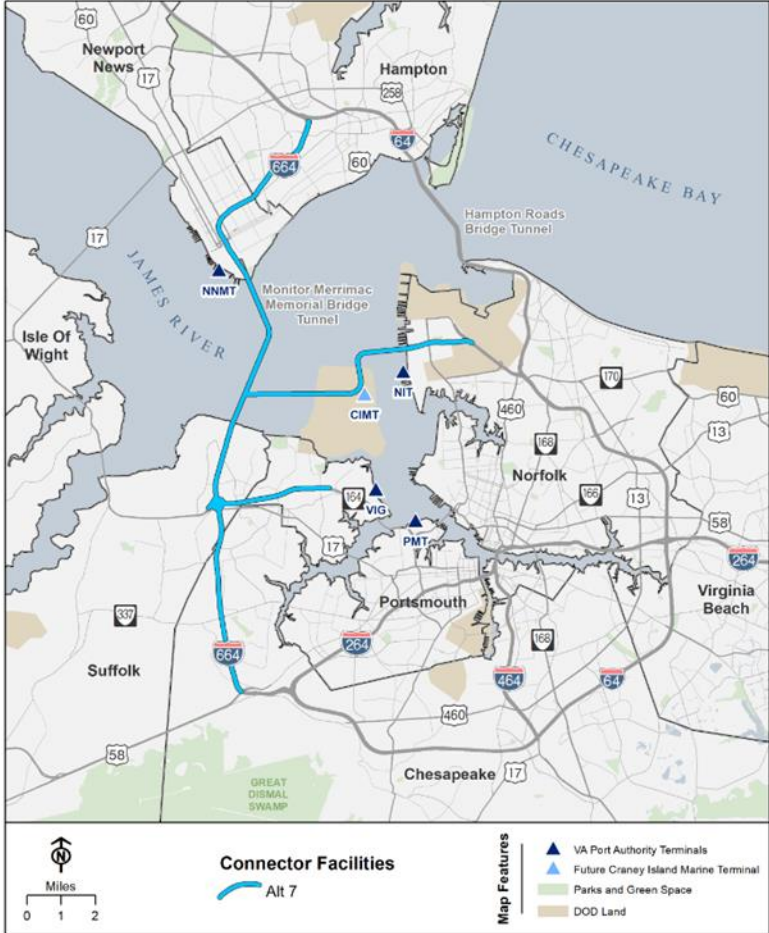 60
Newport
News
17
Hampton
258
64
60
664
CHESAPEAKE BAY
Hampton Roads
Bridge Tunnel
17
JAMES RIVER
NNMT
Monitor Merrimac
Memorial Bridge
Tunnel
Isle Of
Wight
NIT
CIMT
170
60
460
13
168
Norfolk
164
VIG
166
13
58
17
PMT
264
Virginia
Beach
Portsmouth
337
Suffolk
664
264
168
464
64
460
58
Chesapeake
17
GREAT
DISMAL
SWAMP
N
Miles
0 1 2
Connector Facilities
Alt 7
Map Features
VA Port Authority Terminals
Future Craney Island Marine Terminal
Parks and Green Space
DOD Land